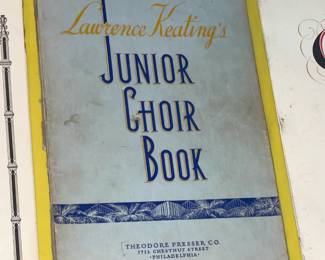 Lawrence Keating's
JUNIOR
CHOIR
BOOK
THEODORE PRESSER CO.
1712 CHESTNUT STREET
·PHILADELPHIA·